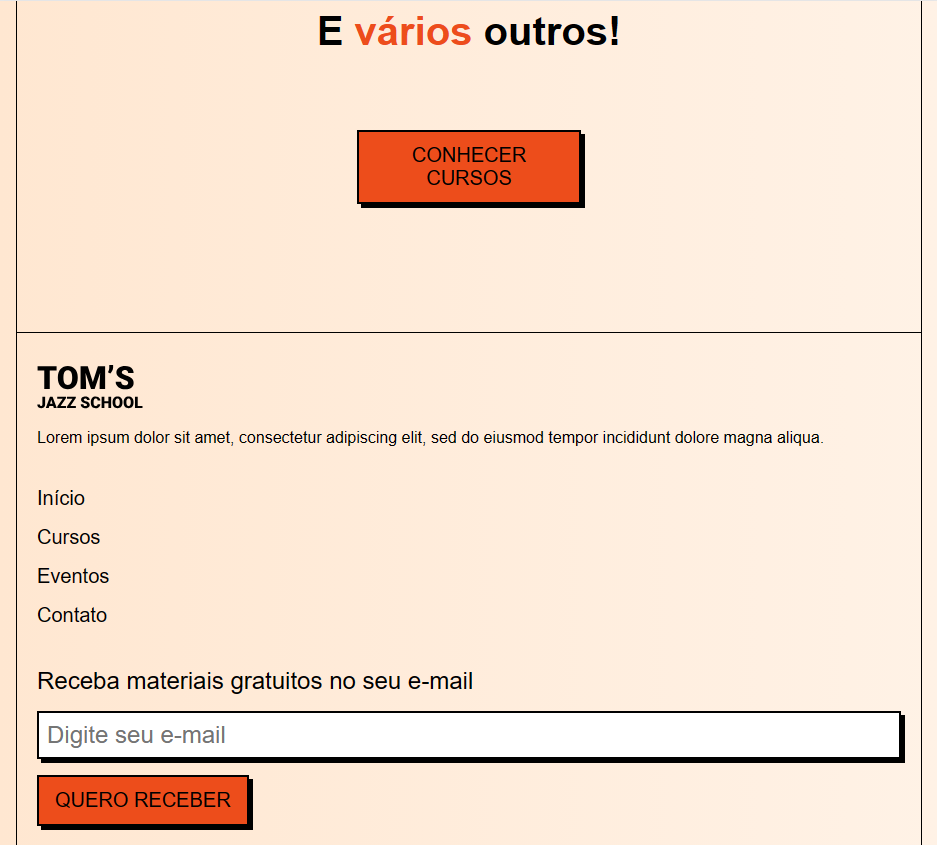 E vários outros!
CONHECER
CURSOS
TOM’S
JAZZ SCHOOL
Lorem ipsum dolor sit amet, consectetur adipiscing elit, sed do eiusmod tempor incididunt dolore magna aliqua.
Início
Cursos
Eventos
Contato
Receba materiais gratuitos no seu e-mail
Digite seu e-mail
QUERO RECEBER